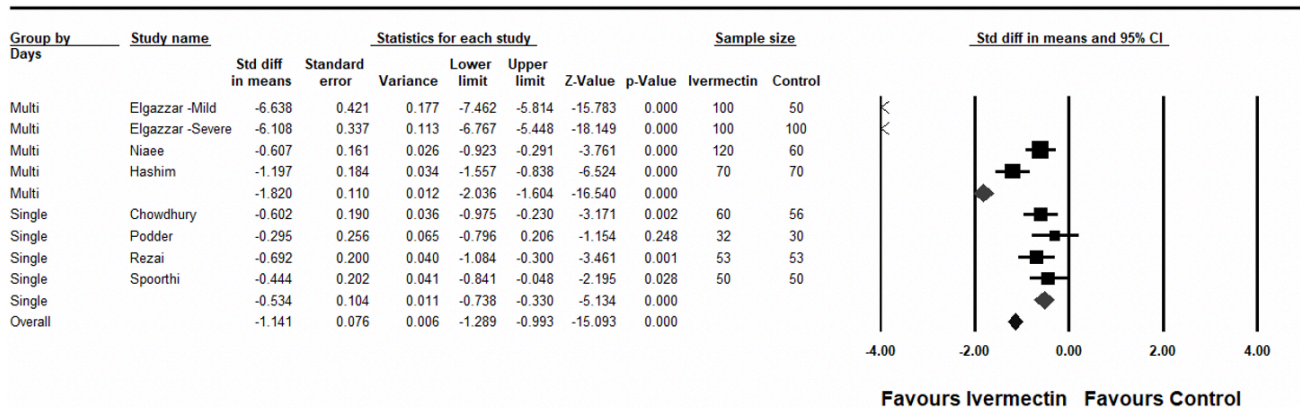 Group by Days Study name Statistics for each study Sample size Std diff in means and 95% CI
Std diff in means Standard error Variance Lower limit Upper limit Z-Value p-Value Ivermectin Control
Multi Elgazzar -Mild -6.638 0.421 0.177 -7.462 -5.814 -15.783 0.000 100 50
Multi Elgazzar -Severe -6.108 0.337 0.113 -6.767 -5.448 -18.149 0.000 100 100
Multi Niaee -0.607 0.161 0.026 -0.923 -0.291 -3.761 0.000 120 60
Multi Hashim -1.197 0.184 0.034 -1.557 -0.838 -6.524 0.000 70 70
Multi -1.820 0.110 0.012 -2.036 -1.604 -16.540 0.000
Single Chowdhury -0.602 0.190 0.036 -0.975 -0.230 -3.171 0.002 60 56
Single Podder -0.295 0.256 0.065 -0.796 0.206 -1.154 0.248 32 30
Single Rezai -0.692 0.200 0.040 -1.084 -0.300 -3.461 0.001 53 53
Single Spoorthi -0.444 0.202 0.041 -0.841 -0.048 -2.195 0.028 50 50
Single -0.534 0.104 0.011 -0.738 -0.330 -5.134 0.000
Overall -1.141 0.076 0.006 -1.289 -0.993 -15.093 0.000
-4.00 -2.00 0.00 2.00 4.00
Favours Ivermectin Favours Control